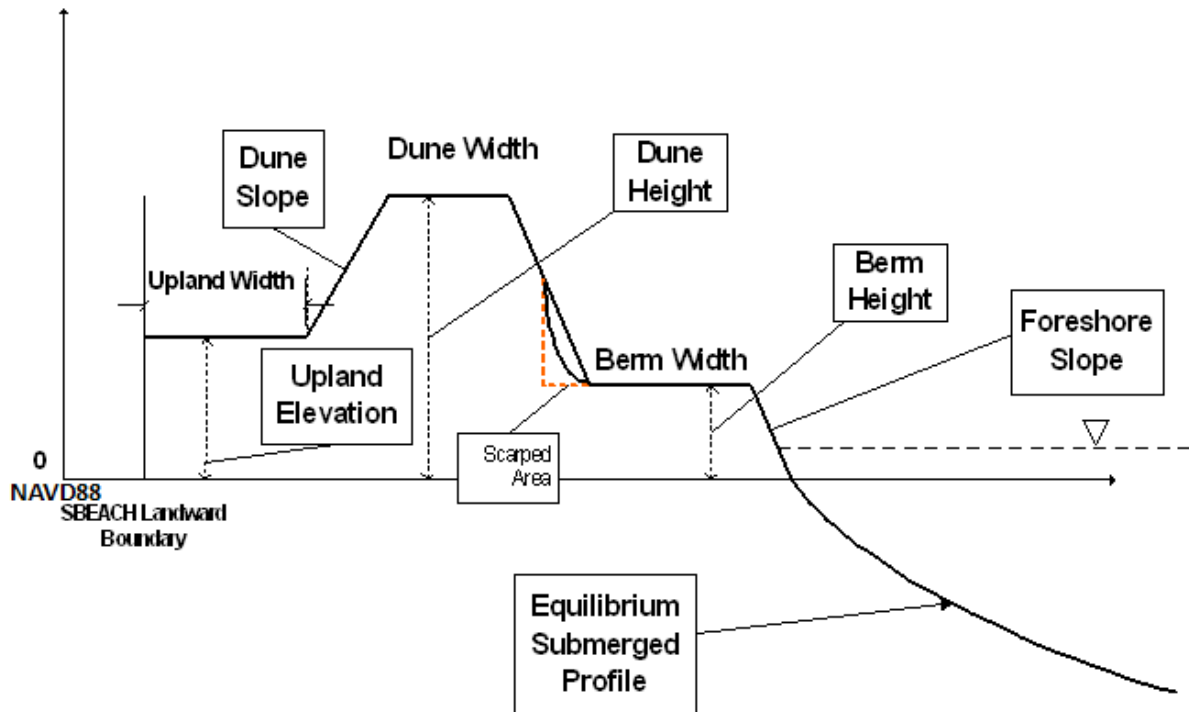 Dune
Slope
Dune Width
Dune
Height
Upland Width
Berm
Height
Foreshore
Slope
Upland
Elevation
Berm Width
Scarped
Area
0
NAVD88
SBEACH Landward
Boundary
Equilibrium
Submerged
Profile